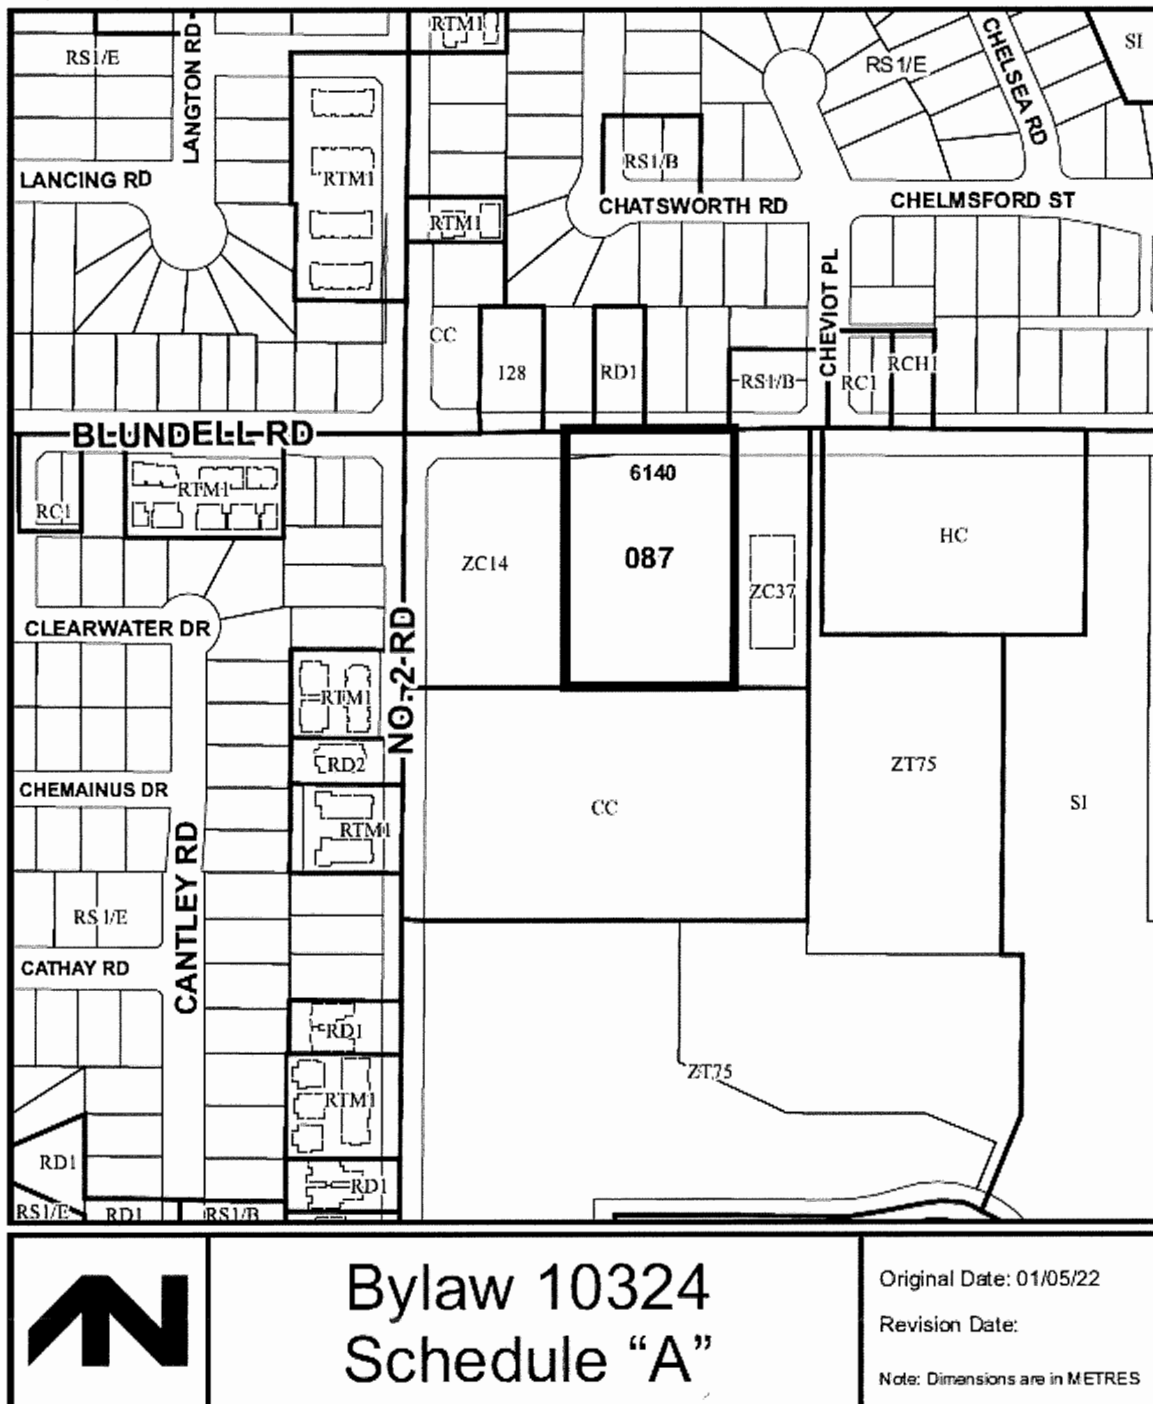 RTM1
RS1/E
LANGTON RD
RS1/E
CHELSEA RD
SI
RTM1
RS1/B
LANCING RD
CHATSWORTH RD
CHELMSFORD ST
RTM1
CHEVIOT PL
CC
128
RD1
RS1/B
RC1
RCH1
BLUNDELL RD
6140
RC1
RTM1
ZC14
087
ZC37
HC
CLEARWATER DR
NO. 2 RD
RTM1
RD2
ZT75
CHEMAINUS DR
CC
SI
RTM1
CANTLEY RD
RS1/E
CATHAY RD
RD1
ZT75
RTM1
RD1
RD1
RS1/E
RD1
RS1/B
Bylaw 10324
Schedule “A”
Original Date: 01/05/22
Revision Date:
Note: Dimensions are in METRES